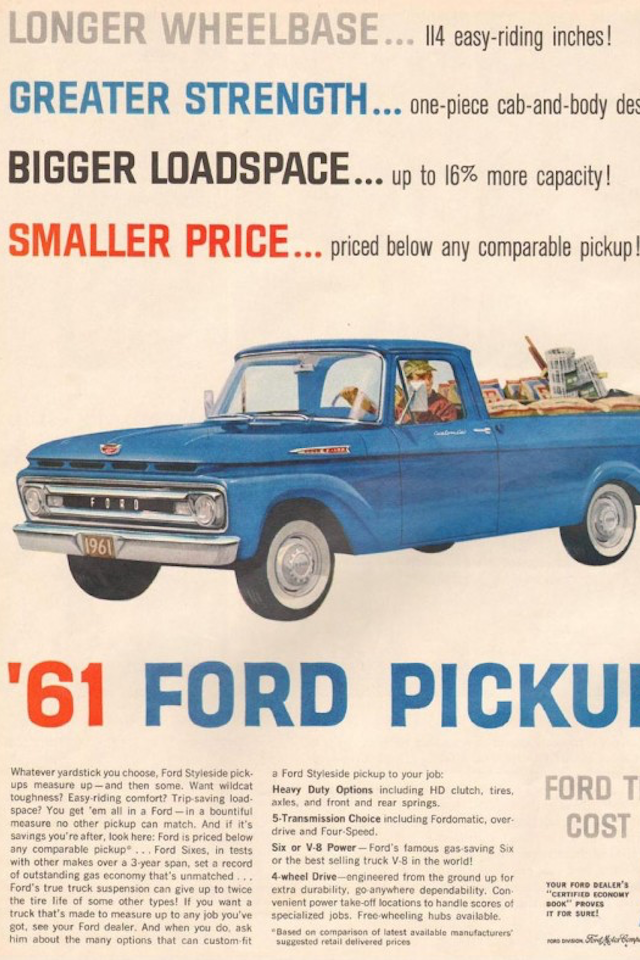 LONGER WHEELBASE... 114 easy-riding inches!
GREATER STRENGTH... one-piece cab-and-body des
BIGGER LOADSPACE... up to 16% more capacity!
SMALLER PRICE... priced below any comparable pickup!
FORD
1961
'61 FORD PICKU
Whatever yardstick you choose, Ford Styleside pick-
ups measure up—and then some. Want wildcat
toughness? Easy-riding comfort? Trip-saving load-
space? You get 'em all in a Ford—in a bountiful
measure no other pickup can match. And if it's
savings you're after, look here: Ford is priced below
any comparable pickup* . . . Ford Sixes, in tests
with other makes over a 3-year span, set a record
of outstanding gas economy that's unmatched . . .
Ford's true truck suspension can give up to twice
the tire life of some other types! If you want a
truck that's made to measure up to any job you've
got, see your Ford dealer. And when you do, ask
him about the many options that can custom-fit
a Ford Styleside pickup to your job:
Heavy Duty Options including HD clutch, tires,
axles, and front and rear springs.
5-Transmission Choice including Fordomatic, over-
drive and Four-Speed.
Six or V-8 Power—Ford's famous gas-saving Six
or the best selling truck V-8 in the world!
4-wheel Drive—engineered from the ground up for
extra durability, go-anywhere dependability. Con-
venient power take-off locations to handle scores of
specialized jobs. Free-wheeling hubs available.
*Based on comparison of latest available manufacturers'
suggested retail delivered prices
FORD T
COST
YOUR FORD DEALER'S
"CERTIFIED ECONOMY
BOOK" PROVES
IT FOR SURE!
FORD DIVISION, Ford Motor Comp